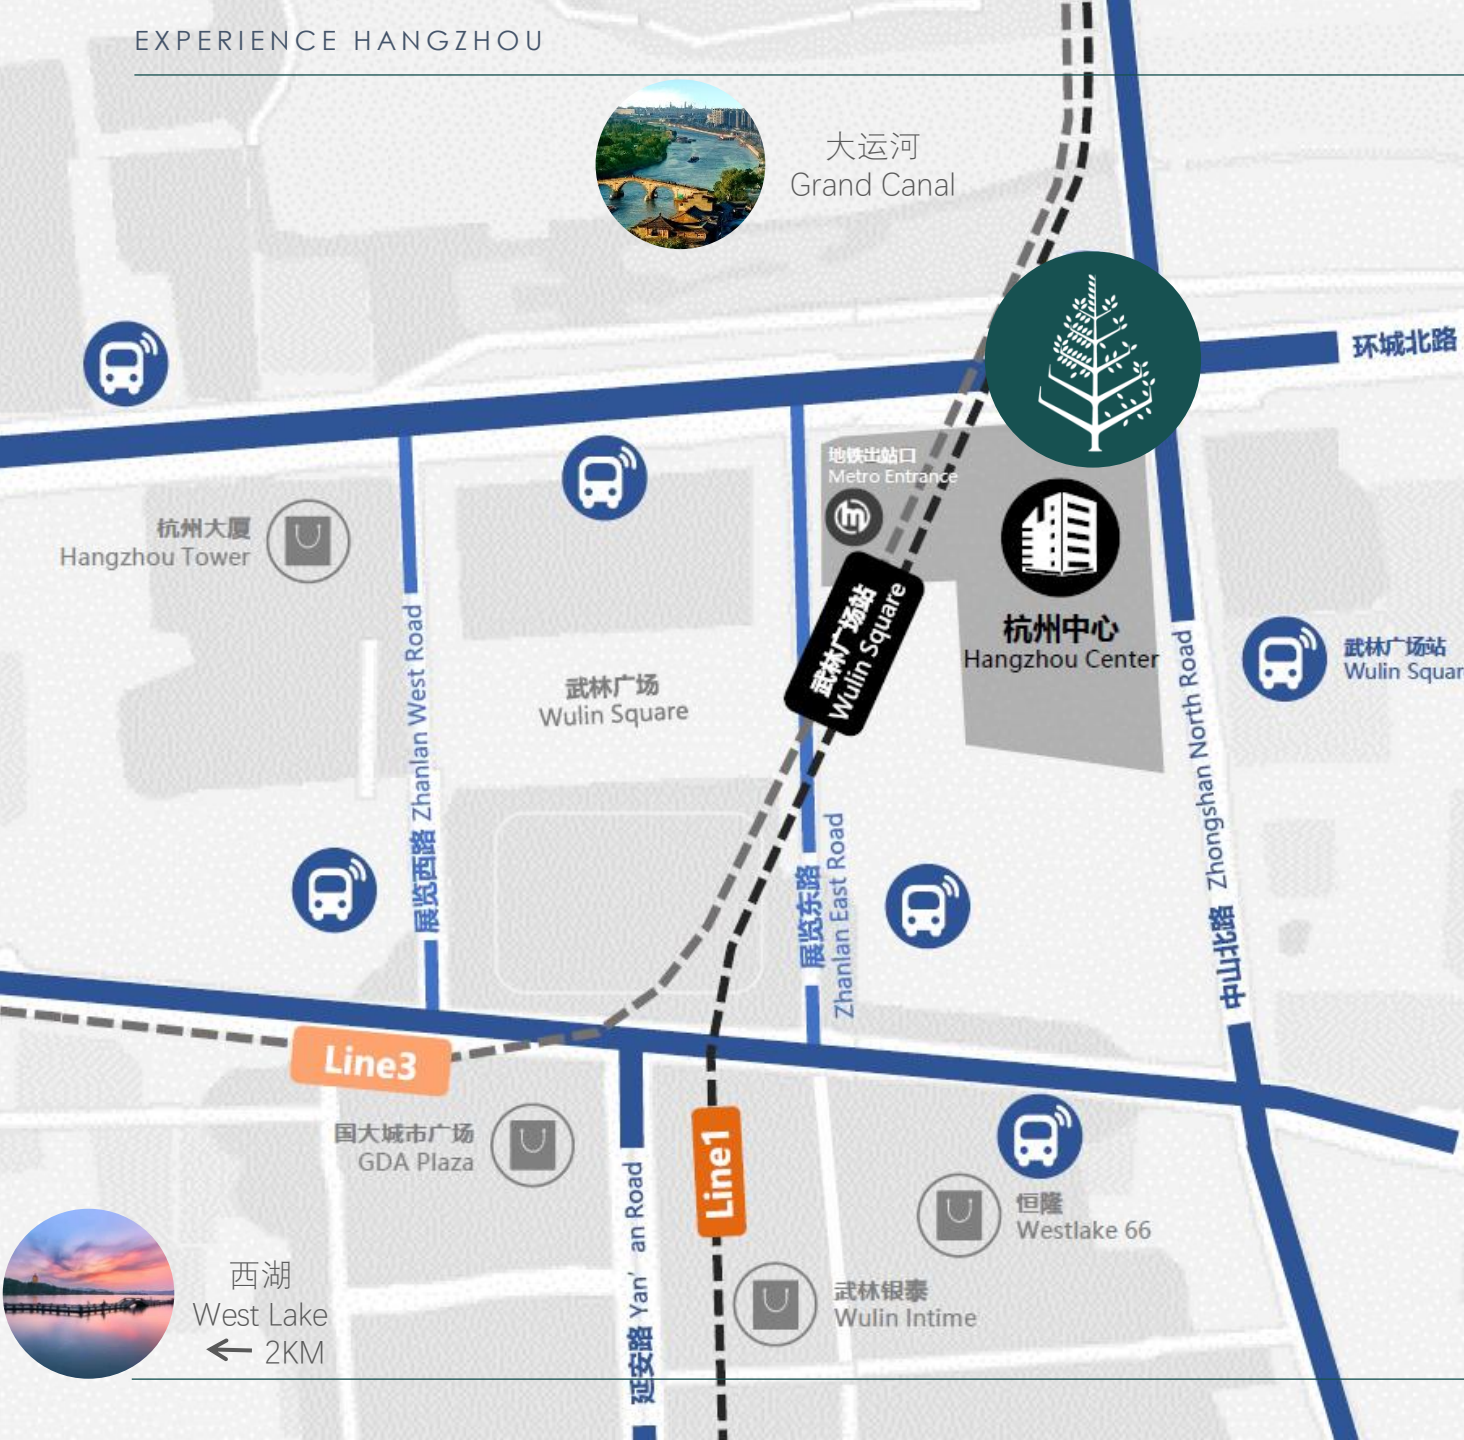 EXPERIENCE HANGZHOU
大运河
Grand Canal
环城北路
地铁出站口
Metro Entrance
杭州大厦
Hangzhou Tower
武林广场站
Wulin Square
杭州中心
Hangzhou Center
武林广场站
Wulin Squar
武林广场
Wulin Square
展览西路 Zhanlan West Road
展览东路
Zhanlan East Road
中山北路 Zhongshan North Road
Line3
国大城市广场
GDA Plaza
Line1
恒隆
Westlake 66
武林银泰
Wulin Intime
延安路 Yan' an Road
西湖
West Lake
← 2KM